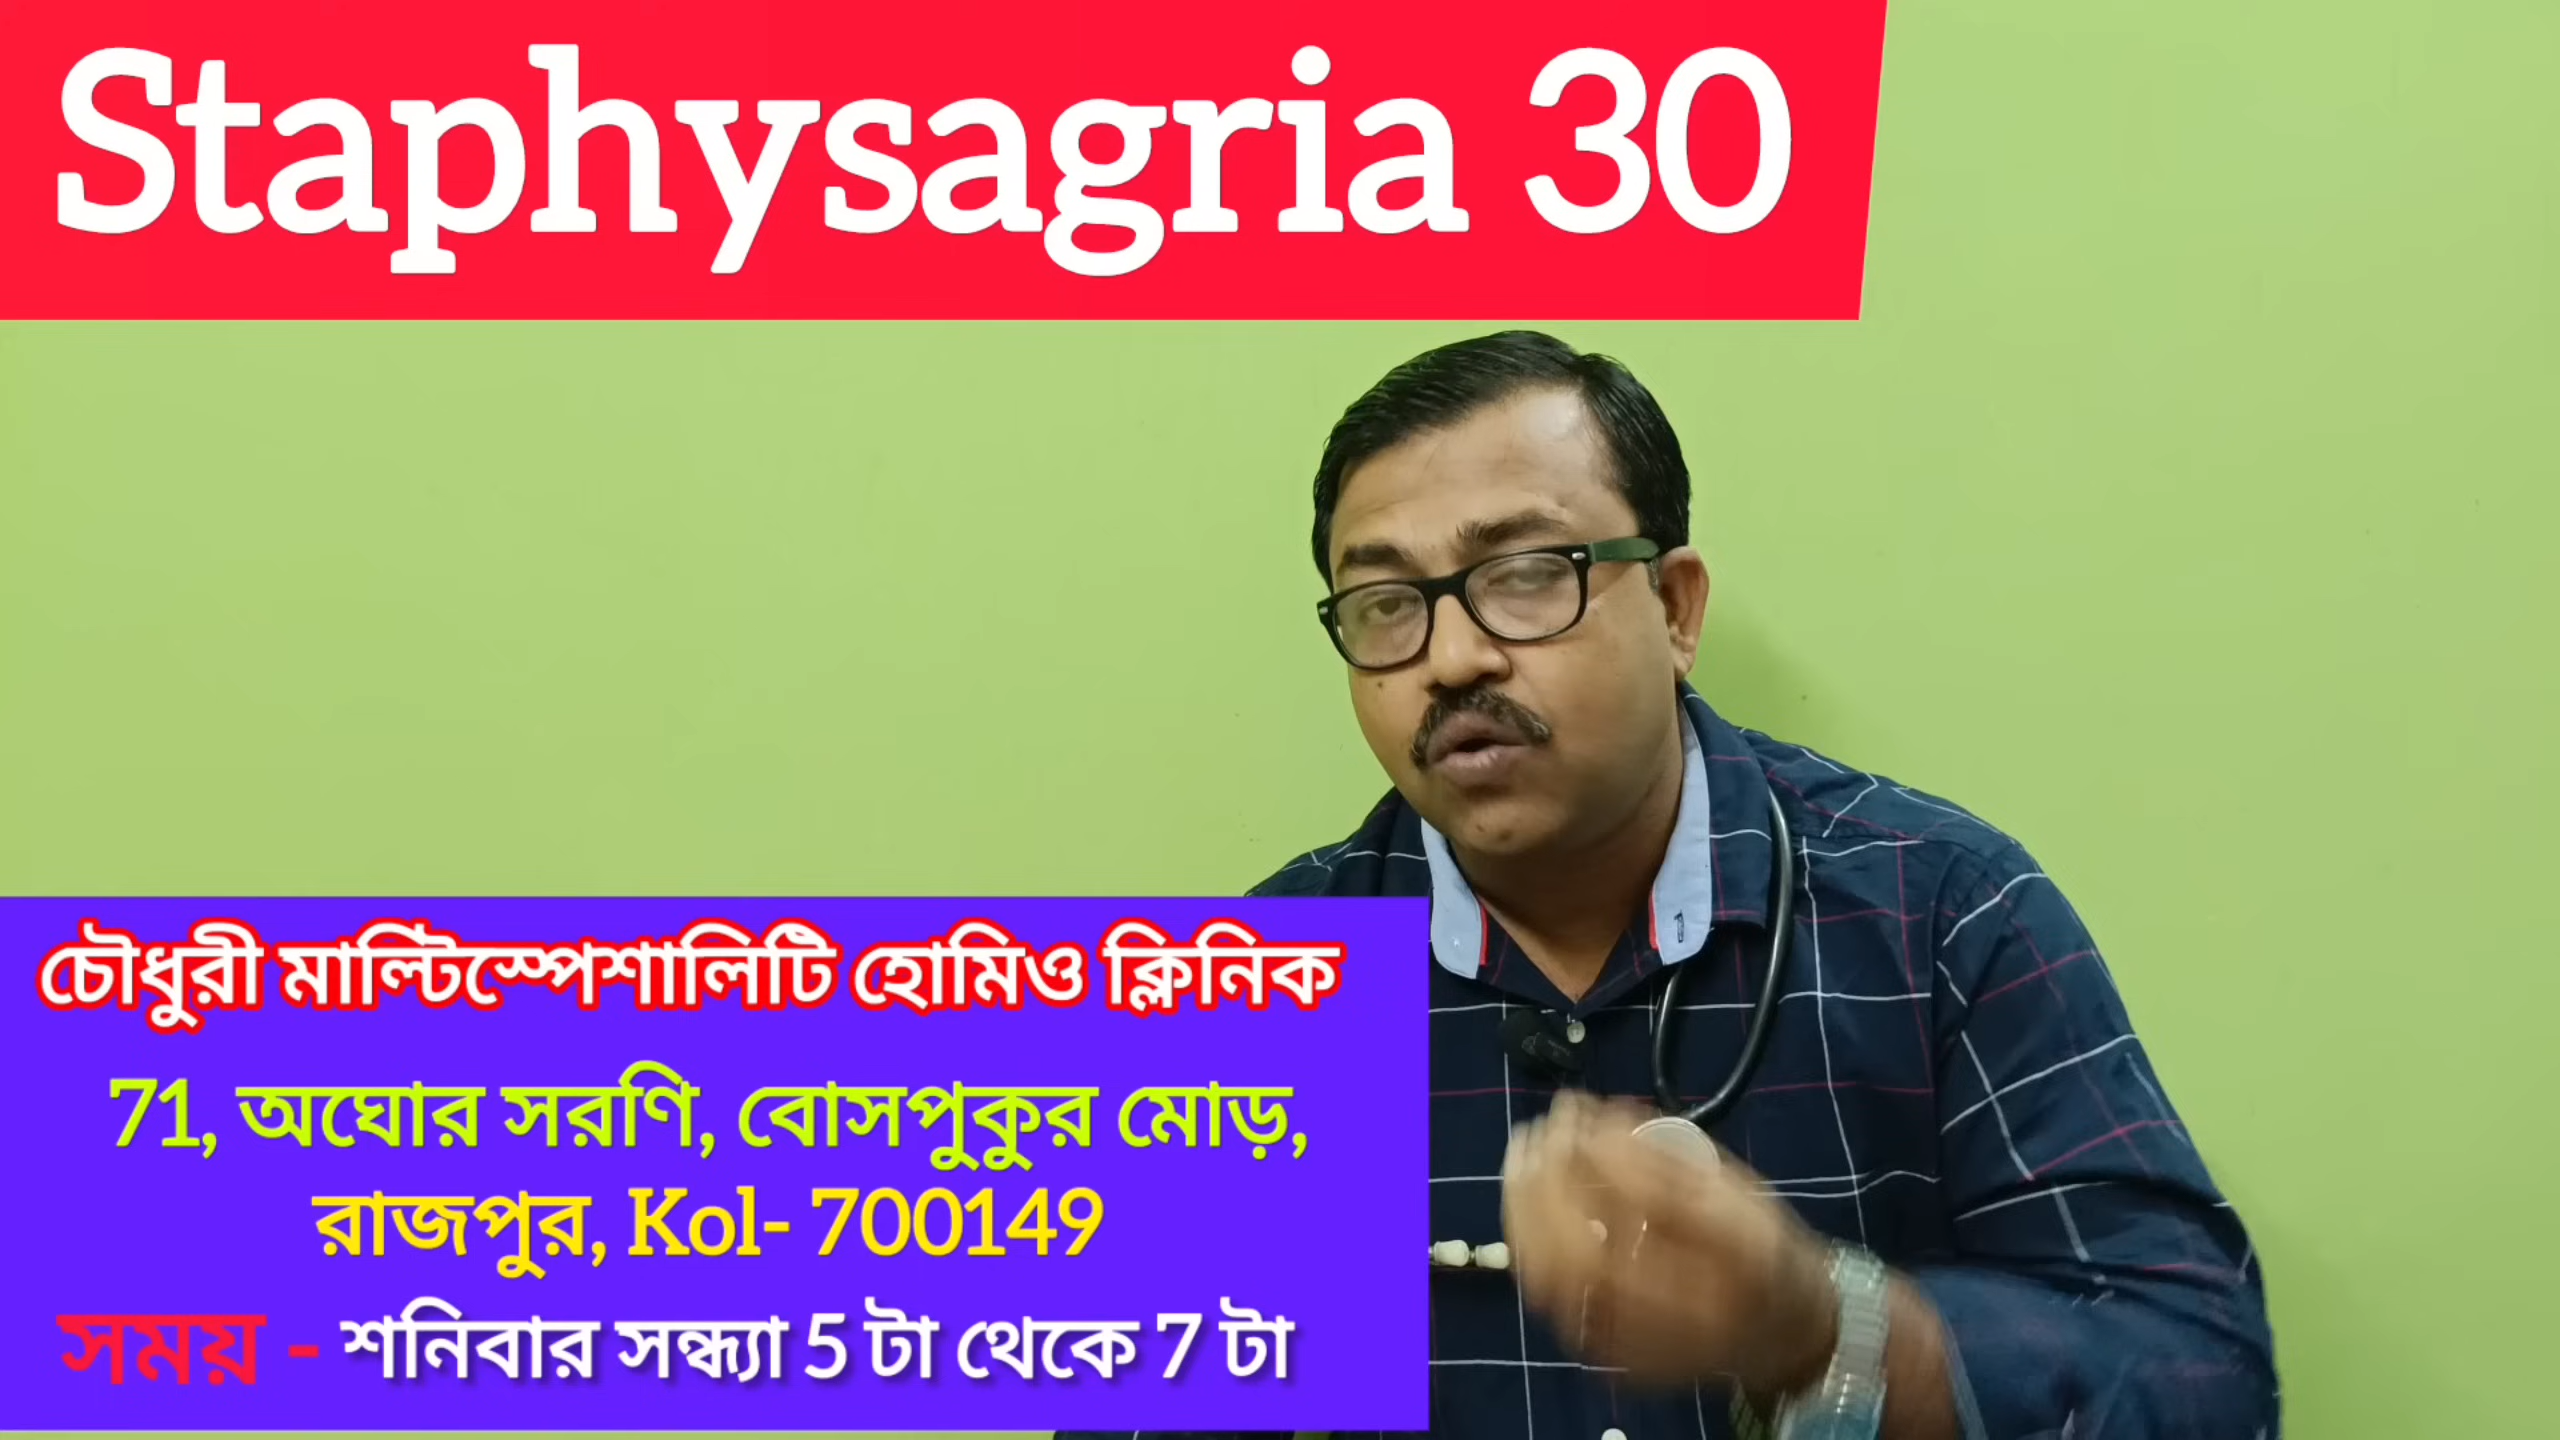 Staphysagria 30
চৌধুরী মাল্টিস্পেশালিটি হোমিও ক্লিনিক
71, অঘোর সরণি, বোসপুকুর মোড়,
রাজপুর, Kol- 700149
সময় - শনিবার সন্ধ্যা 5 টা থেকে 7 টা